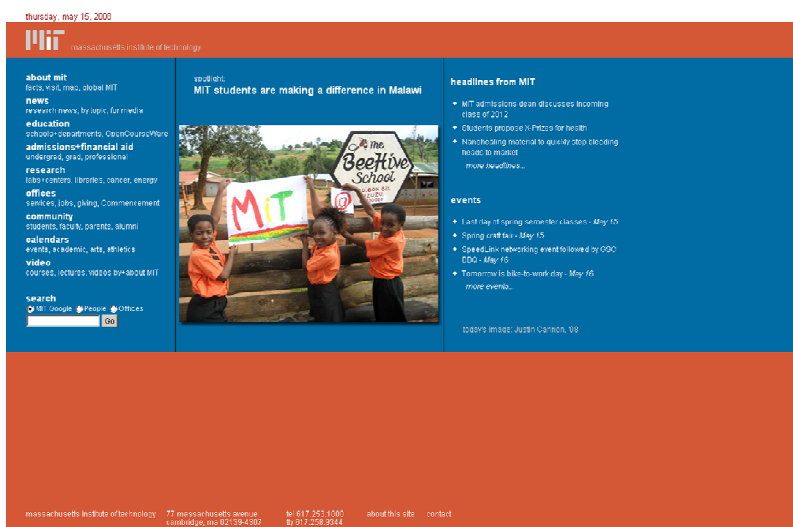 thursday, may 15, 2008
MIT massachusetts institute of technology
about mit
facts, visit, map, global MIT
news
research news, by topic, for media
education
schools+departments, OpenCourseWare
admissions+financial aid
undergrad, grad, professional
research
labs+centers, libraries, cancer, energy
offices
services, jobs, giving, Commencement
community
students, faculty, parents, alumni
calendars
events, academic, arts, athletics
video
courses, lectures, videos by+about MIT
search
MIT Google People Offices
Go
spotlight:
MIT students are making a difference in Malawi
The
BeeHive
School
MiT
@
headlines from MIT
MIT admissions dean discusses incoming
class of 2012
Students propose X-Prizes for health
Nanohealing material to quickly stop bleeding
heads to market
more headlines...
events
Last day of spring semester classes - May 15
Spring craft fair - May 15
SpeedLink networking event followed by GSC
BBQ - May 16
Tomorrow is bike-to-work day - May 16
more events...
today's image: Justin Cannon, '08
massachusetts institute of technology
77 massachusetts avenue
cambridge, ma 02139-4307
tel 617.253.1000
tty 617.258.9344
about this site
contact